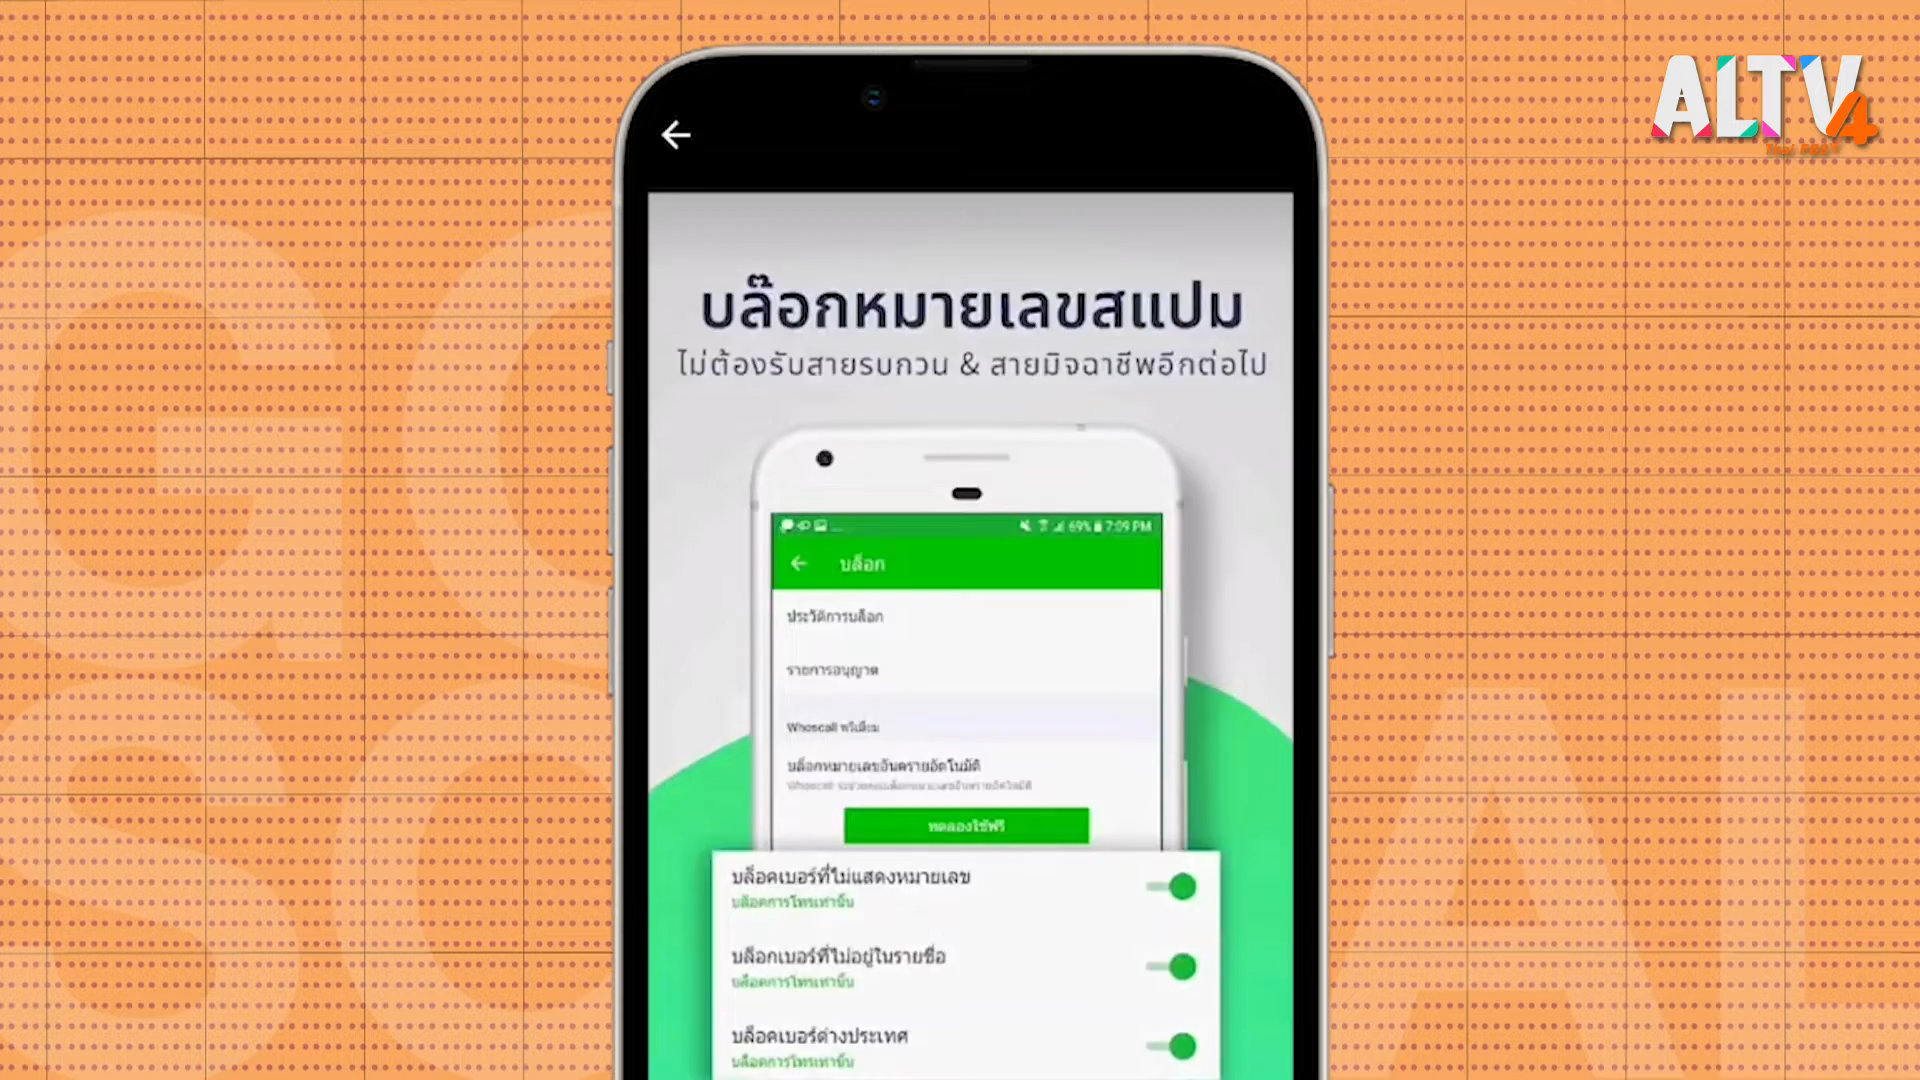 ALTV4
Thai PBS
บล๊อกหมายเลขสแปม
ไม่ต้องรับสายรบกวน & สายมิจฉาชีพอีกต่อไป
69% 7:09 PM
บล็อก
ประวัติการบล็อก
รายการอนุญาต
Whoscall พรีเมียม
บล็อกหมายเลขอันตรายอัตโนมัติ
ทดลองใช้ฟรี
บล็อคเบอร์ที่ไม่แสดงหมายเลข
บล็อคการโทรเท่านั้น
บล็อกเบอร์ที่ไม่อยู่ในรายชื่อ
บล็อคการโทรเท่านั้น
บล็อคเบอร์ต่างประเทศ
บล็อคการโทรเท่านั้น